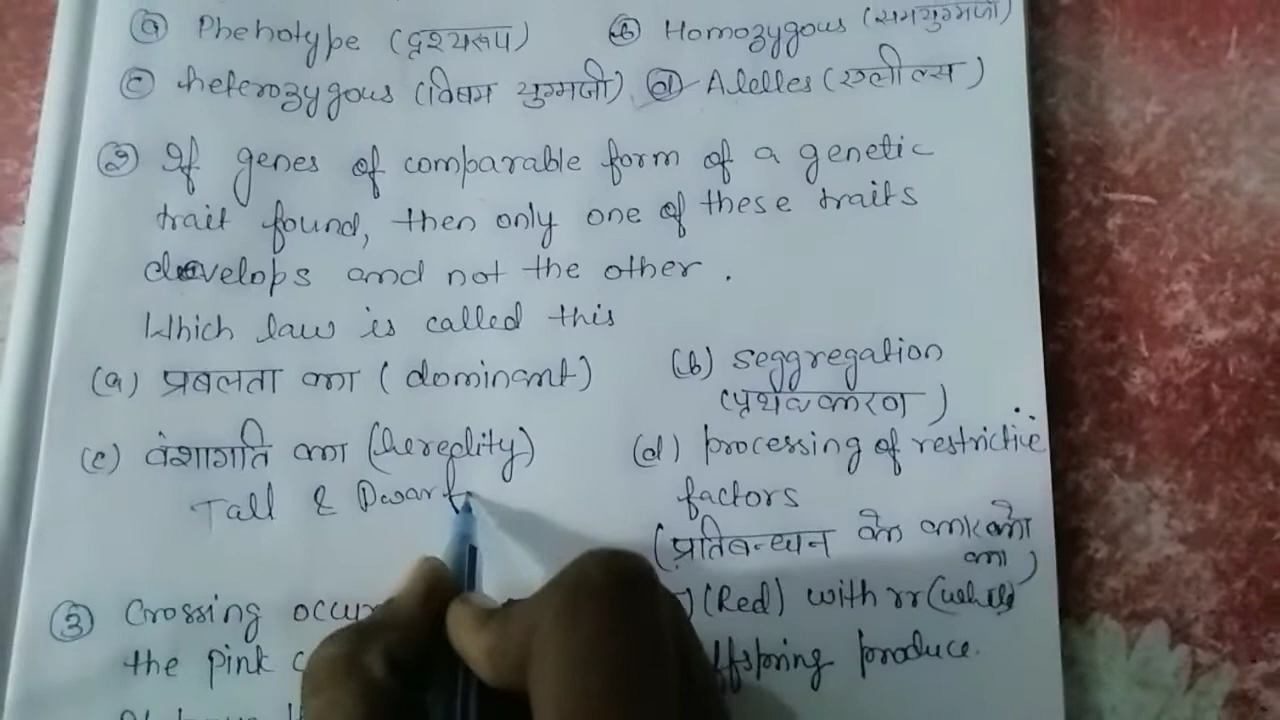 ⓐ Phenotype (दृश्यरूप) ⓑ Homozygous (समयुग्मजी)
ⓒ heterozygous (विषम युग्मजी) ⓓ Alelles (एलील्स)
② If genes of comparable form of a genetic
trait found, then only one of these traits
develops and not the other.
Which law is called this
(a) प्रबलता का (dominant) (b) seggregation
(पृथक्करण)
(c) वंशागति का (heredity) (d) processing of restrictive
factors
Tall & Dwarf
(प्रतिबन्धन के कारकों
का)
③ Crossing occur (Red) with rr (white)
the pink offspring produce.